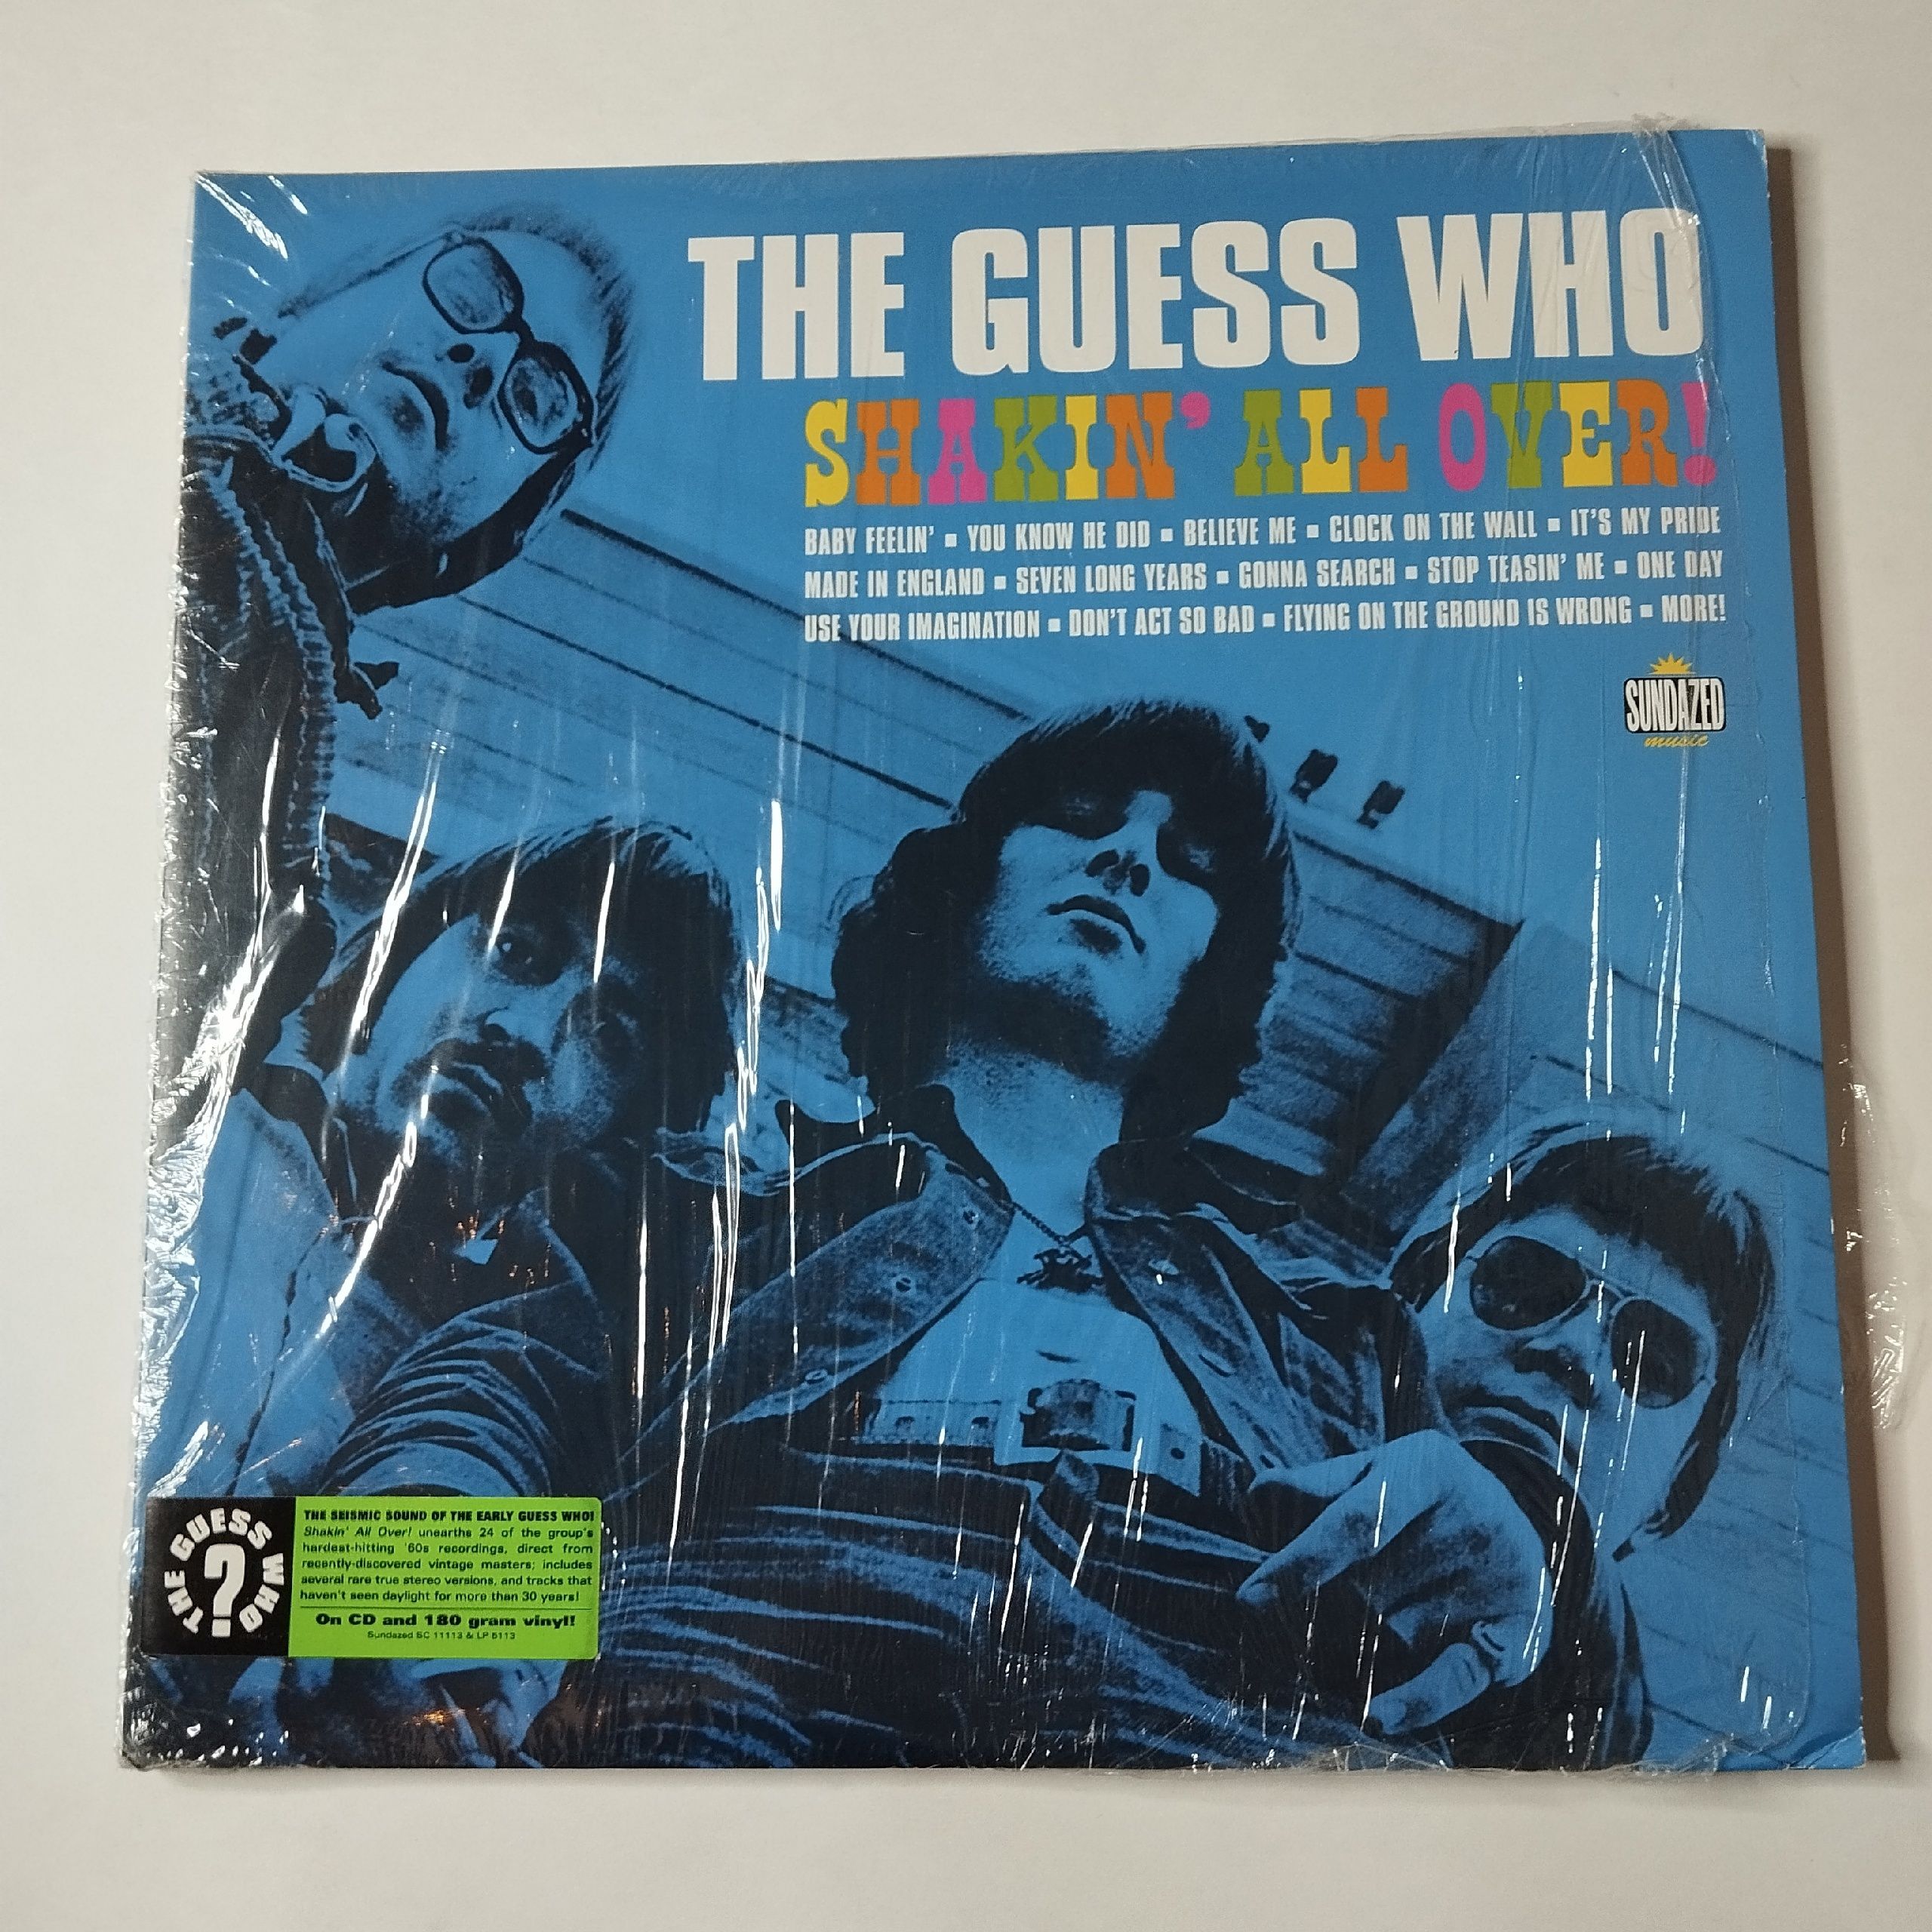 THE GUESS WHO
SHAKIN' ALL OVER!
BABY FEELIN' ▪ YOU KNOW HE DID ▪ BELIEVE ME ▪ CLOCK ON THE WALL ▪ IT'S MY PRIDE
MADE IN ENGLAND ▪ SEVEN LONG YEARS ▪ GONNA SEARCH ▪ STOP TEASIN' ME ▪ ONE DAY
USE YOUR IMAGINATION ▪ DON'T ACT SO BAD ▪ FLYING ON THE GROUND IS WRONG ▪ MORE!
SUNDAZED
music
THE GUESS WHO
?
THE SEISMIC SOUND OF THE EARLY GUESS WHO!
Shakin' All Over! unearths 24 of the group's
hardest-hitting '60s recordings, direct from
recently-discovered vintage masters; includes
several rare true stereo versions, and tracks that
haven't seen daylight for more than 30 years!
On CD and 180 gram vinyl!
Sundazed SC 11113 & LP 5113